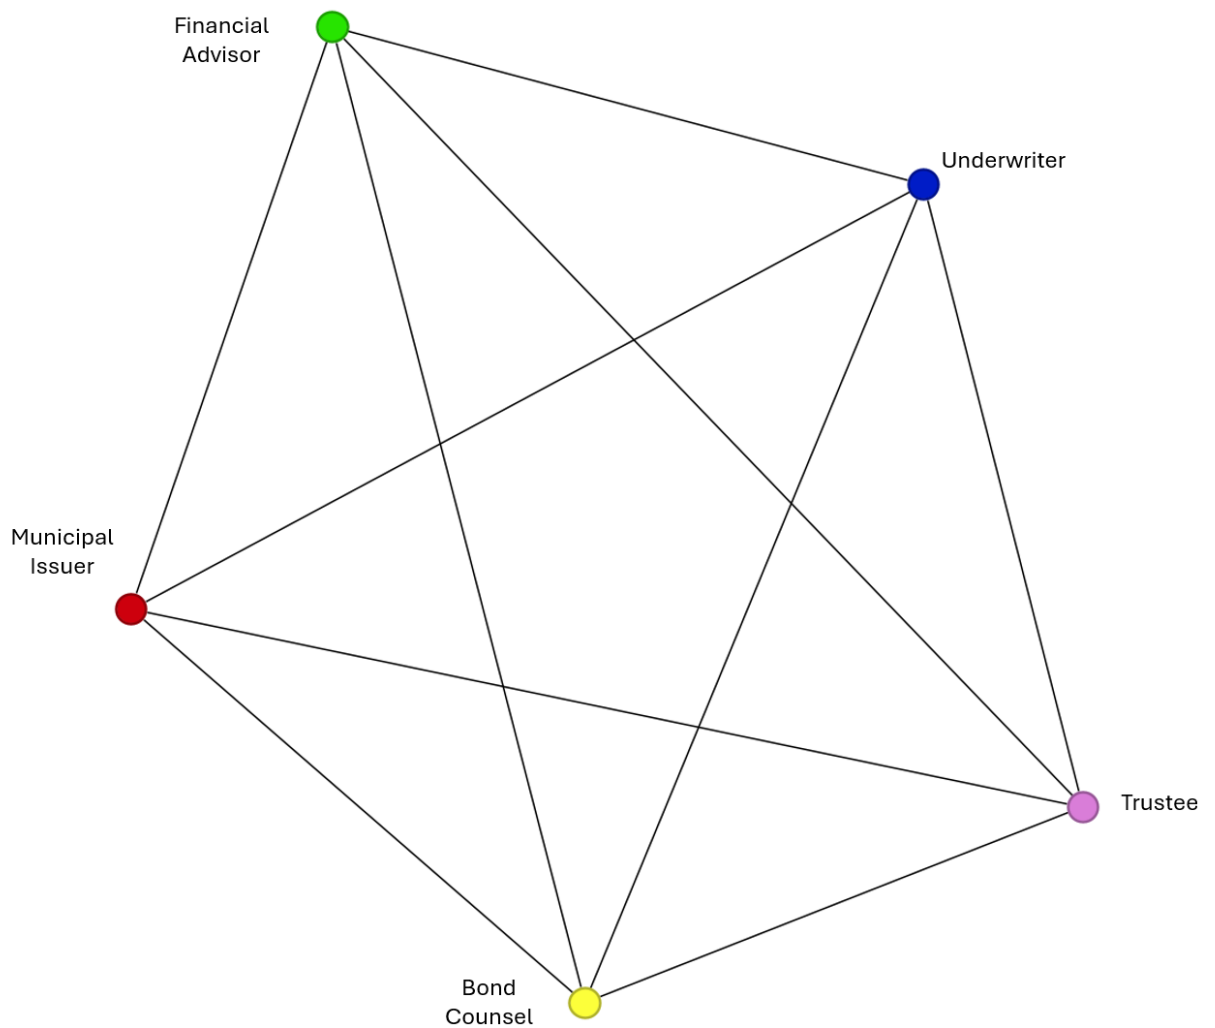 Financial
Advisor
Underwriter
Municipal
Issuer
Trustee
Bond
Counsel